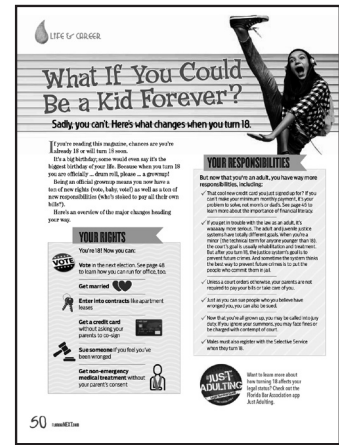 LIFE & CAREER
What If You Could
Be a Kid Forever?
Sadly, you can't. Here's what changes when you turn 18.
If you're reading this magazine, chances are you're
already 18 or will turn 18 soon.
It's a big birthday; some would even say it's the
biggest birthday of your life. Because when you turn 18
you are officially ... drum roll, please ... a grownup!
Being an official grownup means you now have a
ton of new rights (vote, baby, vote!) as well as a ton of
new responsibilities (who's stoked to pay all their own
bills?).
Here's an overview of the major changes heading
your way.
YOUR RIGHTS
You're 18! Now you can:
VOTE
Vote in the next election. See page 48
to learn how you can run for office, too.
Get married
Enter into contracts like apartment
leases
Get a credit card
without asking your
parents to co-sign
Sue someone if you feel you've
been wronged
Get non-emergency
medical treatment without
your parent's consent
YOUR RESPONSIBILITIES
But now that you're an adult, you have way more
responsibilities, including:
✓ That cool new credit card you just signed up for? If you
can't make your minimum monthly payment, it's your
problem to solve, not mom's or dad's. See page 45 to
learn more about the importance of financial literacy.
✓ If you get in trouble with the law as an adult, it's
waaaaay more serious. The adult and juvenile justice
systems have totally different goals. When you're a
minor (the technical term for anyone younger than 18),
the court's goal is usually rehabilitation and treatment.
But after you turn 18, the justice system's goal is to
prevent future crimes. And sometimes the system thinks
the best way to prevent future crimes is to put the
people who commit them in jail.
✓ Unless a court orders otherwise, your parents are not
required to pay your bills or take care of you.
✓ Just as you can sue people who you believe have
wronged you, you can also be sued.
✓ Now that you're all grown up, you may be called into jury
duty. If you ignore your summons, you may face fines or
be charged with contempt of court.
✓ Males must also register with the Selective Service
when they turn 18.
JUST
ADULTING
Want to learn more about
how turning 18 affects your
legal status? Check out the
Florida Bar Association app
Just Adulting.
50